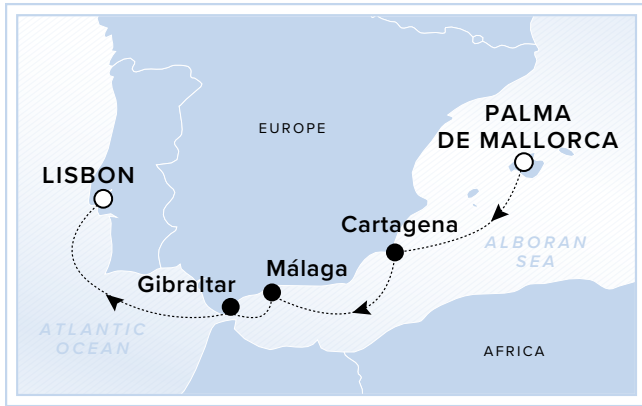 PALMA
DE MALLORCA
EUROPE
LISBON
Cartagena
ALBORAN
SEA
Málaga
Gibraltar
ATLANTIC
OCEAN
AFRICA